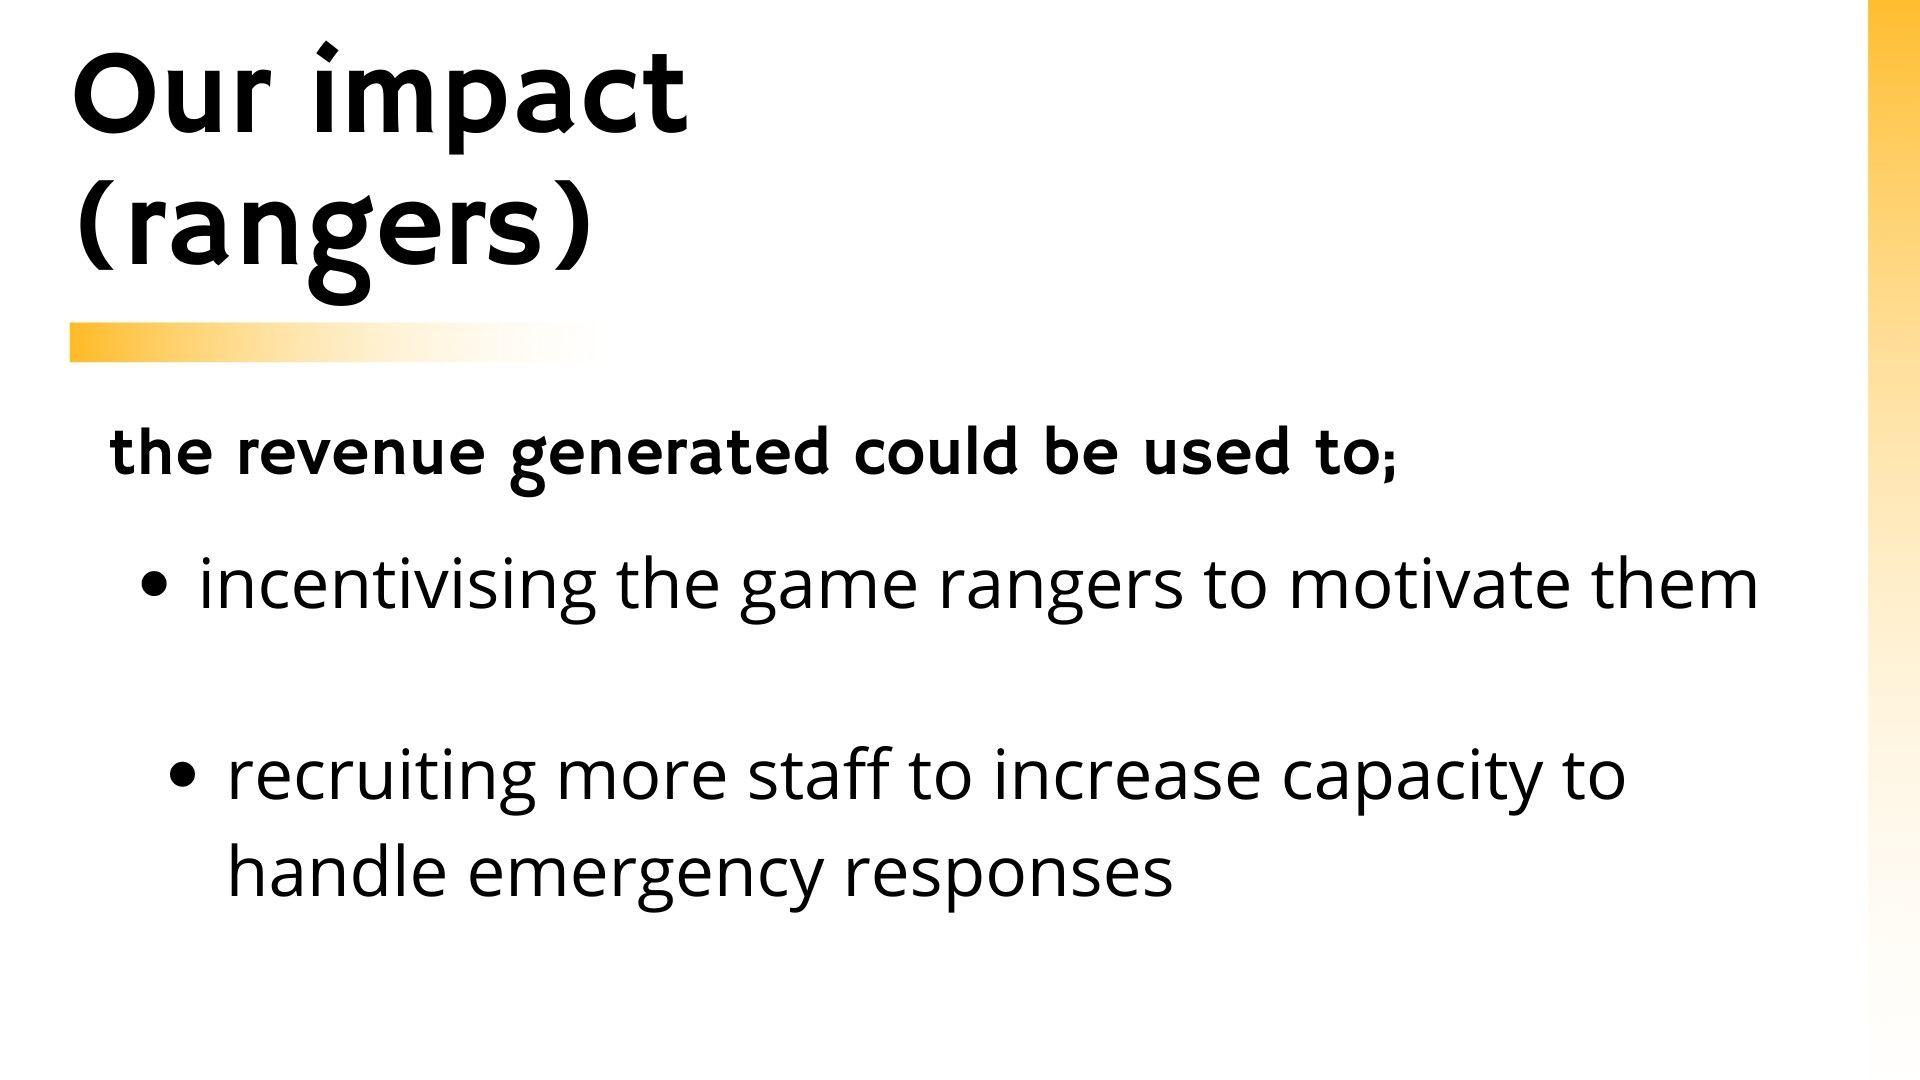 Our impact
(rangers)
the revenue generated could be used to;
• incentivising the game rangers to motivate them
• recruiting more staff to increase capacity to
handle emergency responses